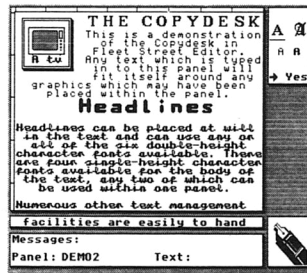 THE COPYDESK
This is a demonstration
of the Copydesk in
Fleet Street Editor.
Any text which is typed
in to this panel will
fit itself around any
graphics which may have been
placed within the panel.
A tv
Headlines
Headlines can be placed at will
in the text and can use any or
all of the six double-height
character fonts available. There
are four single-height character
fonts available for the body of
the text, any two of which can
be used within one panel.
Numerous other text management
facilities are easily to hand
Messages:
Panel: DEMO2 Text:
A A
A A
→ Yes